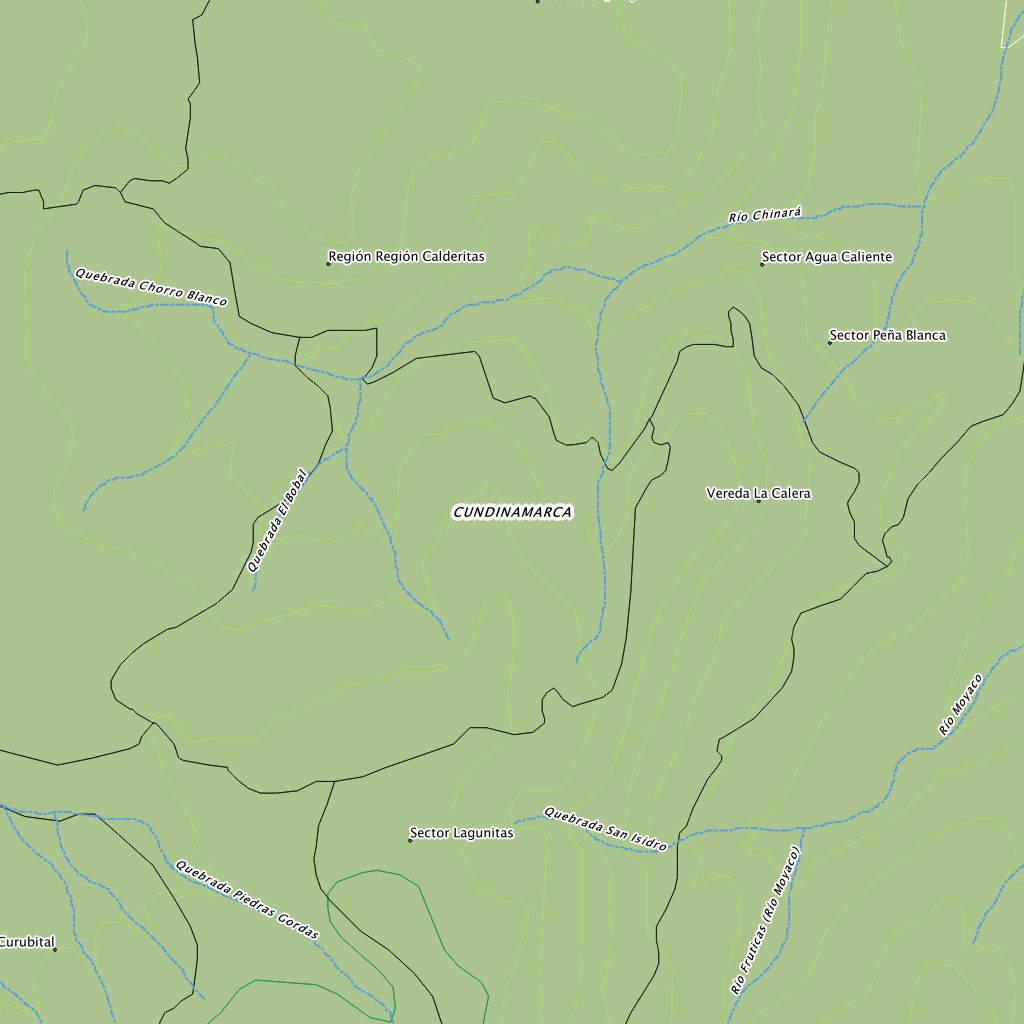 Río Chinará
Región Región Calderitas
Sector Agua Caliente
Quebrada Chorro Blanco
Sector Peña Blanca
Vereda La Calera
CUNDINAMARCA
Quebrada El Bobal
Río Moyaco
Quebrada San Isidro
Sector Lagunitas
Quebrada Piedras Gordas
Río Fruticas (Río Moyaco)
Curubital